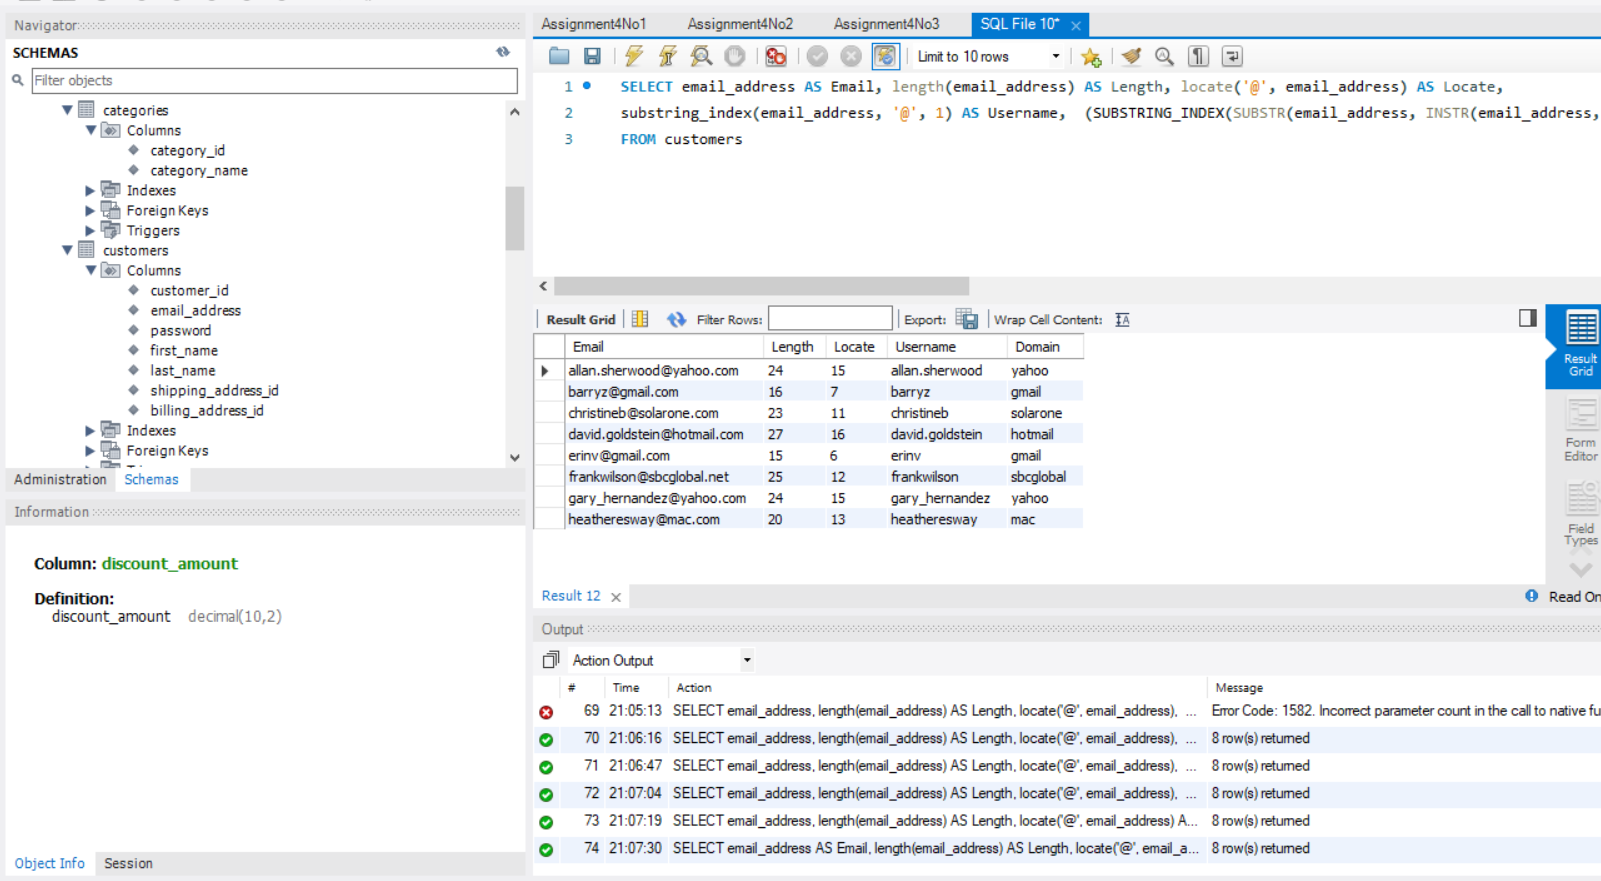 Navigator
SCHEMAS
Filter objects
categories
Columns
category_id
category_name
Indexes
Foreign Keys
Triggers
customers
Columns
customer_id
email_address
password
first_name
last_name
shipping_address_id
billing_address_id
Indexes
Foreign Keys
Administration Schemas
Information
Column: discount_amount
Definition:
discount_amount decimal(10,2)
Object Info Session
Assignment4No1 Assignment4No2 Assignment4No3 SQL File 10*
Limit to 10 rows
1 SELECT email_address AS Email, length(email_address) AS Length, locate('@', email_address) AS Locate,
2 substring_index(email_address, '@', 1) AS Username, (SUBSTRING_INDEX(SUBSTR(email_address, INSTR(email_address,
3 FROM customers
Result Grid Filter Rows: Export: Wrap Cell Content:
Email Length Locate Username Domain
allan.sherwood@yahoo.com 24 15 allan.sherwood yahoo
barryz@gmail.com 16 7 barryz gmail
christineb@solarone.com 23 11 christineb solarone
david.goldstein@hotmail.com 27 16 david.goldstein hotmail
erinv@gmail.com 15 6 erinv gmail
frankwilson@sbcglobal.net 25 12 frankwilson sbcglobal
gary_hernandez@yahoo.com 24 15 gary_hernandez yahoo
heatheresway@mac.com 20 13 heatheresway mac
Result
Grid
Form
Editor
Field
Types
Result 12 Read On
Output
Action Output
# Time Action Message
69 21:05:13 SELECT email_address, length(email_address) AS Length, locate('@', email_address), ... Error Code: 1582. Incorrect parameter count in the call to native fu
70 21:06:16 SELECT email_address, length(email_address) AS Length, locate('@', email_address), ... 8 row(s) returned
71 21:06:47 SELECT email_address, length(email_address) AS Length, locate('@', email_address), ... 8 row(s) returned
72 21:07:04 SELECT email_address, length(email_address) AS Length, locate('@', email_address), ... 8 row(s) returned
73 21:07:19 SELECT email_address, length(email_address) AS Length, locate('@', email_address) A... 8 row(s) returned
74 21:07:30 SELECT email_address AS Email, length(email_address) AS Length, locate('@', email_a... 8 row(s) returned